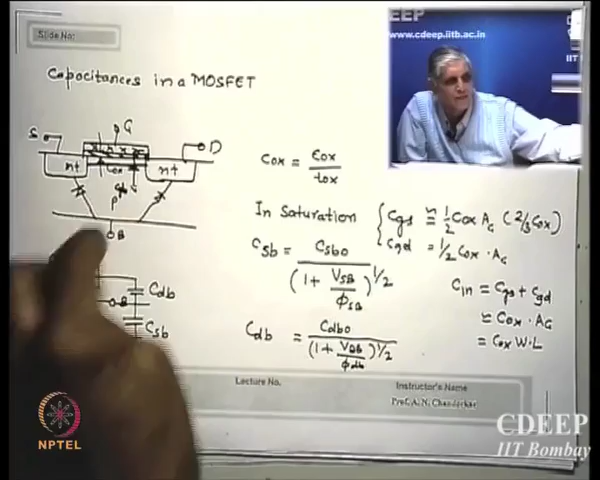 Slide No:
CDEEP
www.cdeep.iitb.ac.in
IIT
Capacitances in a MOSFET
S G D
n+ Cox n+
P
B
Cox = εox / tox
In Saturation { Cgs ≈ 1/2 Cox AG (2/3 Cox)
Cgd = 1/2 Cox · AG
Csb = Csbo / (1 + VSB/φSB)^1/2
Cin = Cgs + Cgd
≈ Cox · AG
= Cox W·L
B Cdb
Csb
Cdb = Cdbo / (1 + VDB/φdb)^1/2
Lecture No.
Instructor's Name
Prof. A. N. Chandorkar
NPTEL
CDEEP
IIT Bombay